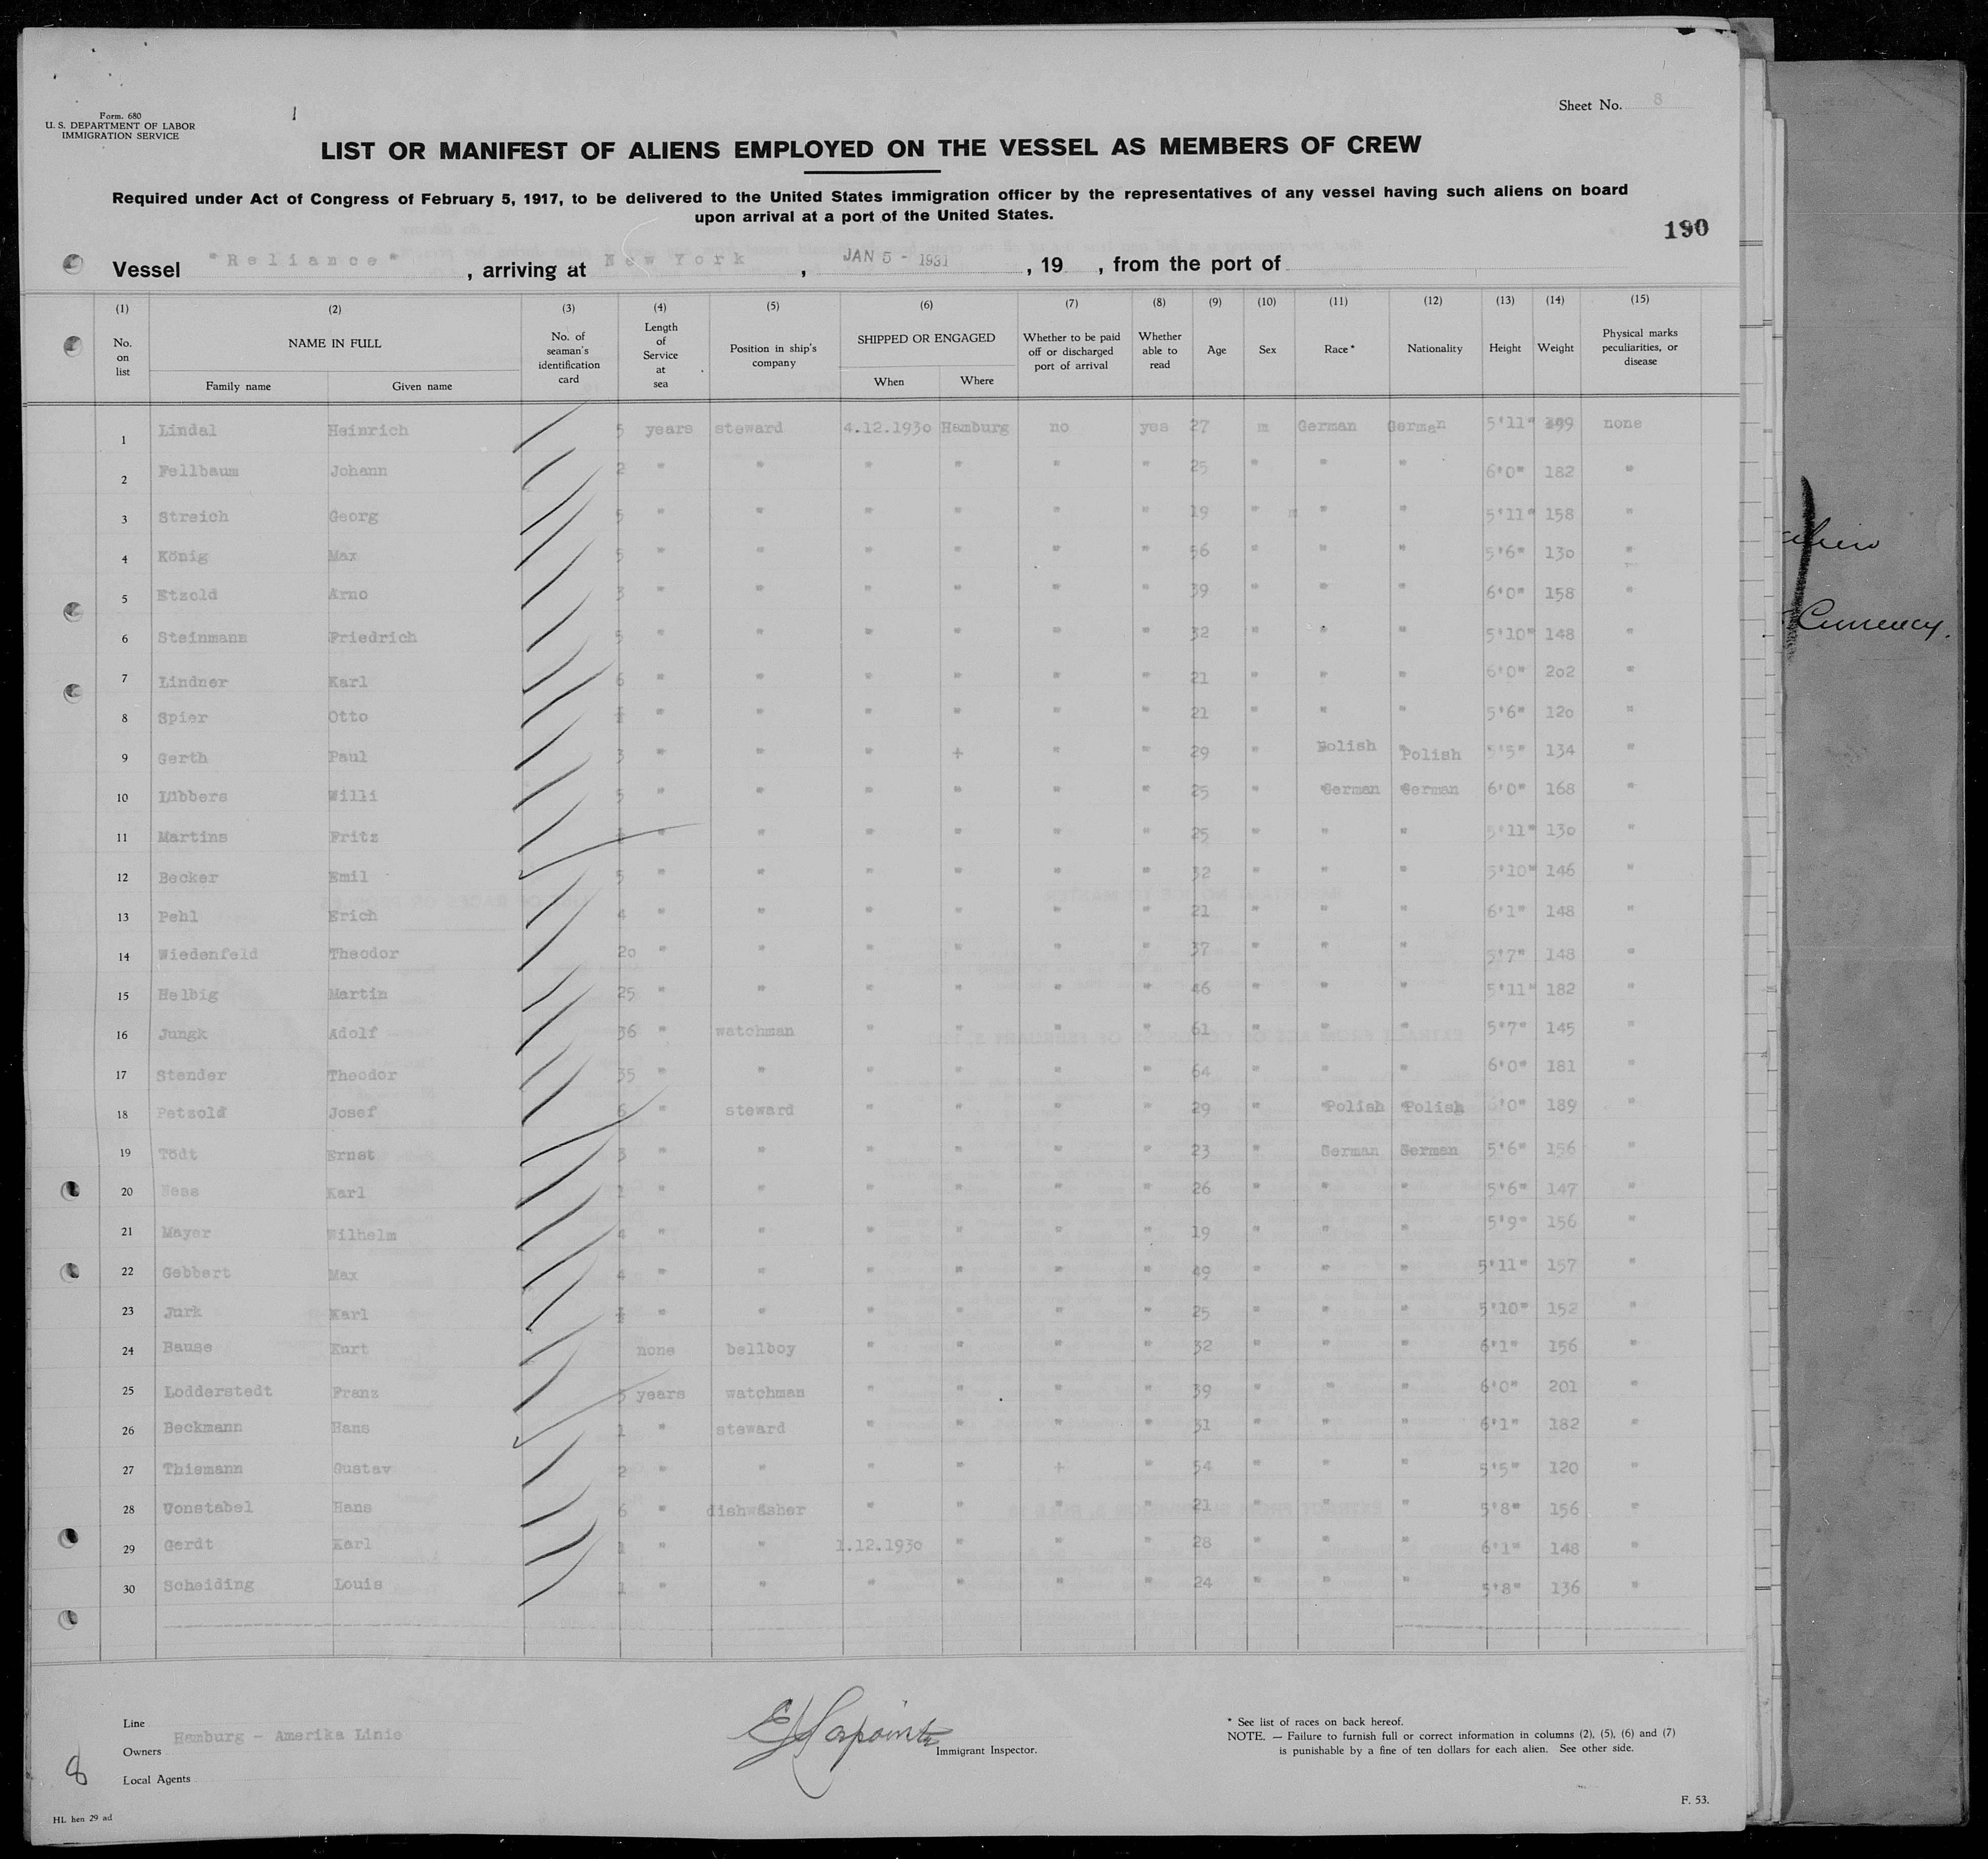 Form. 680
U. S. DEPARTMENT OF LABOR
IMMIGRATION SERVICE
Sheet No. 8
LIST OR MANIFEST OF ALIENS EMPLOYED ON THE VESSEL AS MEMBERS OF CREW
Required under Act of Congress of February 5, 1917, to be delivered to the United States immigration officer by the representatives of any vessel having such aliens on board
upon arrival at a port of the United States.
190
Vessel "Reliance" , arriving at New York , JAN 5 - 1931 , 19 , from the port of
(1) (2) (3) (4) (5) (6) (7) (8) (9) (10) (11) (12) (13) (14) (15)
No. on list NAME IN FULL Family name Given name No. of seaman's identification card Length of Service at sea Position in ship's company SHIPPED OR ENGAGED When Where Whether to be paid off or discharged port of arrival Whether able to read Age Sex Race* Nationality Height Weight Physical marks peculiarities, or disease
1 Lindal Heinrich 5 years steward 4.12.1930 Hamburg no yes 27 m German German 5'11" 199 none
2 Fellbaum Johann 2 " " " " " " 25 " " " 6'0" 182 "
3 Streich Georg 5 " " " " " " 19 " " " 5'11" 158 "
4 König Max 5 " " " " " " 56 " " " 5'6" 130 "
5 Etzold Arno 3 " " " " " " 39 " " " 6'0" 158 "
6 Steinmann Friedrich 5 " " " " " " 32 " " " 5'10" 148 "
7 Lindner Karl 6 " " " " " " 21 " " " 6'0" 202 "
8 Spier Otto " " " " " " 21 " " " 5'6" 120 "
9 Gerth Paul 3 " " " + " " 29 " Polish Polish 5'5" 134 "
10 Lübbers Willi 5 " " " " " " 25 " German German 6'0" 168 "
11 Martins Fritz " " " " " " 25 " " " 5'11" 130 "
12 Becker Emil 5 " " " " " " 32 " " " 5'10" 146 "
13 Pehl Erich 4 " " " " " " 21 " " " 6'1" 148 "
14 Wiedenfeld Theodor 20 " " " " " " 37 " " " 5'7" 148 "
15 Helbig Martin 25 " " " " " " 46 " " " 5'11" 182 "
16 Jungk Adolf 36 " watchman " " " " 61 " " " 5'7" 145 "
17 Stender Theodor 35 " " " " " " 64 " " " 6'0" 181 "
18 Petzold Josef 6 " steward " " " " 29 " Polish Polish 6'0" 189 "
19 Tödt Ernst 3 " " " " " " 23 " German German 5'6" 156 "
20 Hess Karl " " " " " " 26 " " " 5'6" 147 "
21 Mayer Wilhelm 4 " " " " " " 19 " " " 5'9" 156 "
22 Gebbert Max 4 " " " " " " 49 " " " 5'11" 157 "
23 Jurk Karl " " " " " " 25 " " " 5'10" 152 "
24 Bause Kurt none bellboy " " " " 32 " " " 6'1" 156 "
25 Lodderstedt Franz 5 years watchman " " " " 39 " " " 6'0" 201 "
26 Beckmann Hans 1 " steward " " " " 31 " " " 6'1" 182 "
27 Thiemann Gustav 2 " " " " + " 54 " " " 5'5" 120 "
28 Vonstabel Hans 6 " dishwasher " " " " 21 " " " 5'8" 156 "
29 Gerdt Karl " " 1.12.1930 " " " 28 " " " 6'1" 148 "
30 Scheiding Louis 1 " " " " " " 24 " " " 5'8" 136 "
Line
Hamburg - Amerika Linie
Owners
Local Agents
8
E J Lapointe
Immigrant Inspector.
* See list of races on back hereof.
NOTE. — Failure to furnish full or correct information in columns (2), (5), (6) and (7)
is punishable by a fine of ten dollars for each alien. See other side.
HL hen 29 ad
F. 53.
Currency.